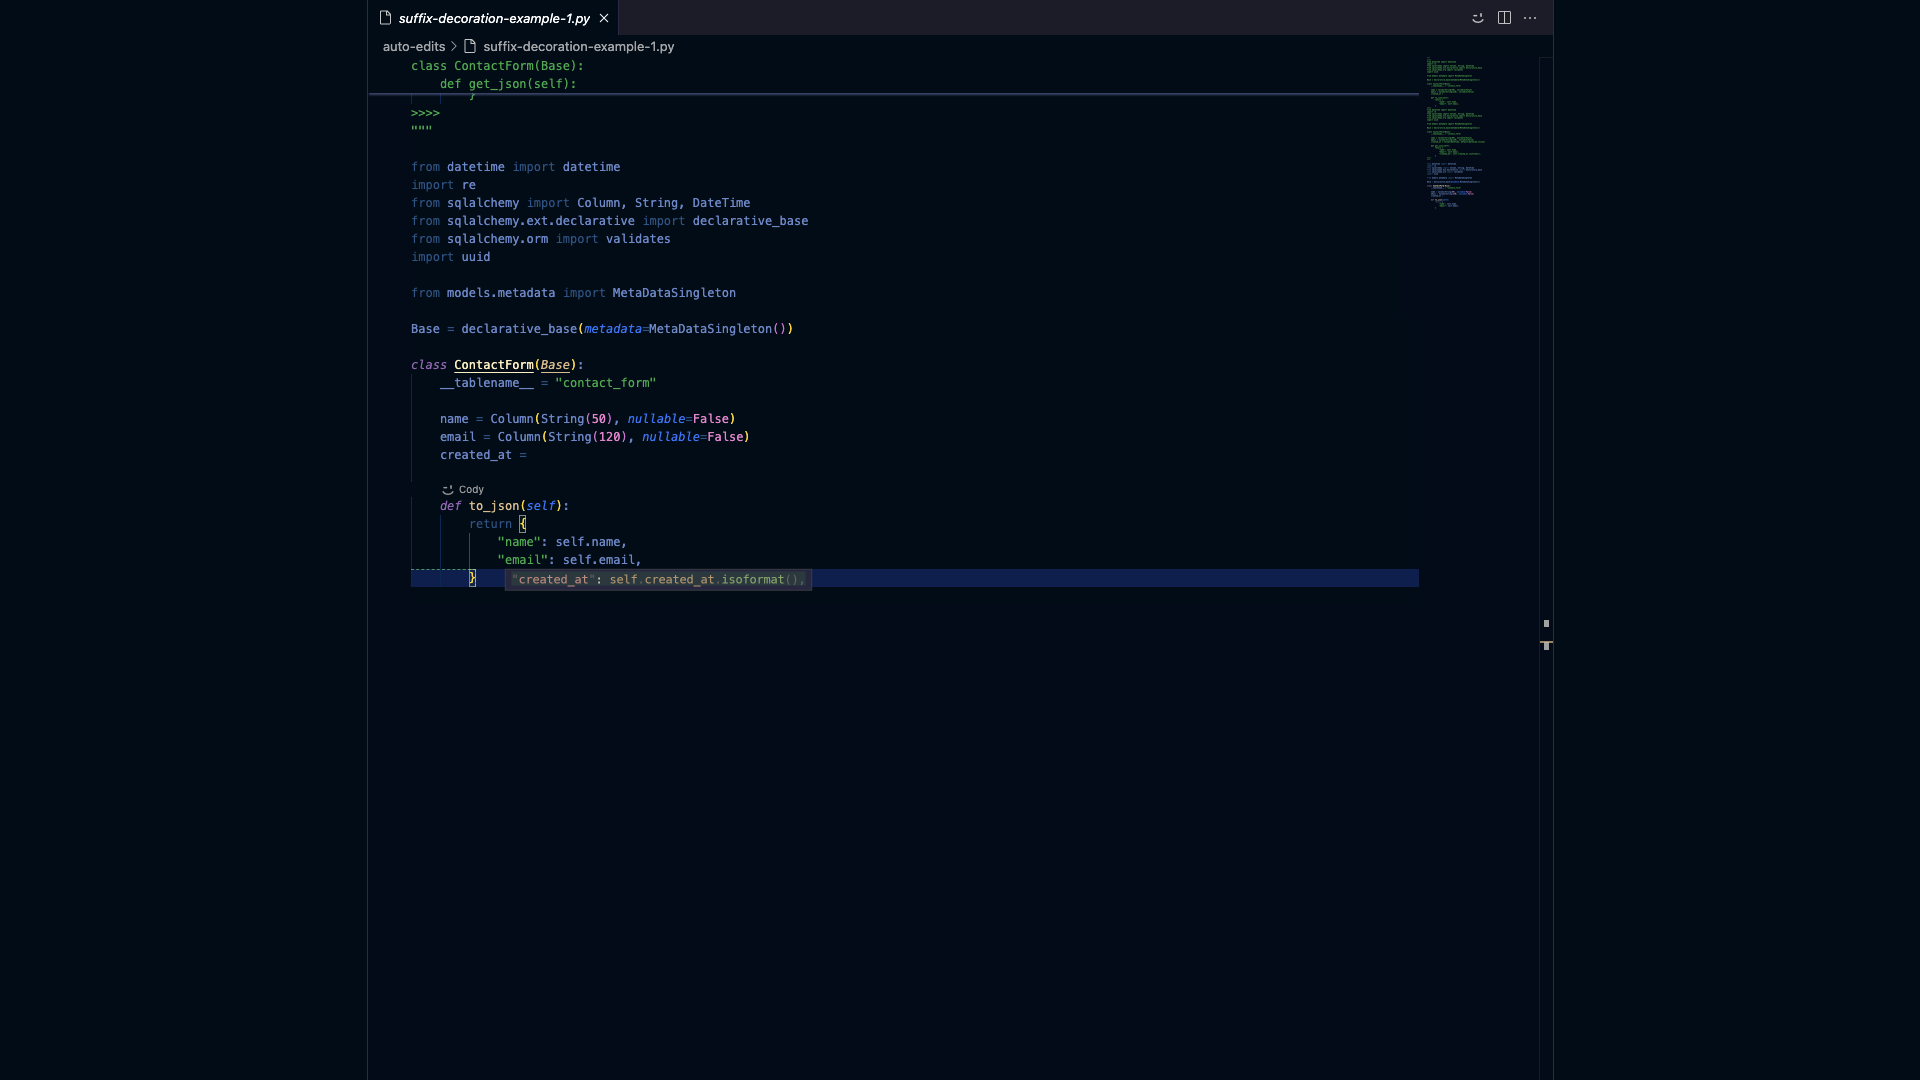 suffix-decoration-example-1.py
auto-edits > suffix-decoration-example-1.py
class ContactForm(Base):
    def get_json(self):
        }
>>>>
"""
from datetime import datetime
import re
from sqlalchemy import Column, String, DateTime
from sqlalchemy.ext.declarative import declarative_base
from sqlalchemy.orm import validates
import uuid
from models.metadata import MetaDataSingleton
Base = declarative_base(metadata=MetaDataSingleton())
class ContactForm(Base):
    __tablename__ = "contact_form"
    name = Column(String(50), nullable=False)
    email = Column(String(120), nullable=False)
    created_at =
    Cody
    def to_json(self):
        return {
            "name": self.name,
            "email": self.email,
        } "created_at": self.created_at.isoformat(),